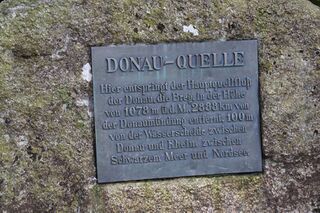 DONAU–QUELLE
Hier entspringt der Hauptquellfluß
der Donau, die Breg, in der Höhe
von 1078 m ü.d.M. 2888 km von
der Donaumündung entfernt, 100 m
von der Wasserscheide zwischen
Donau und Rhein, zwischen
Schwarzem Meer und Nordsee.